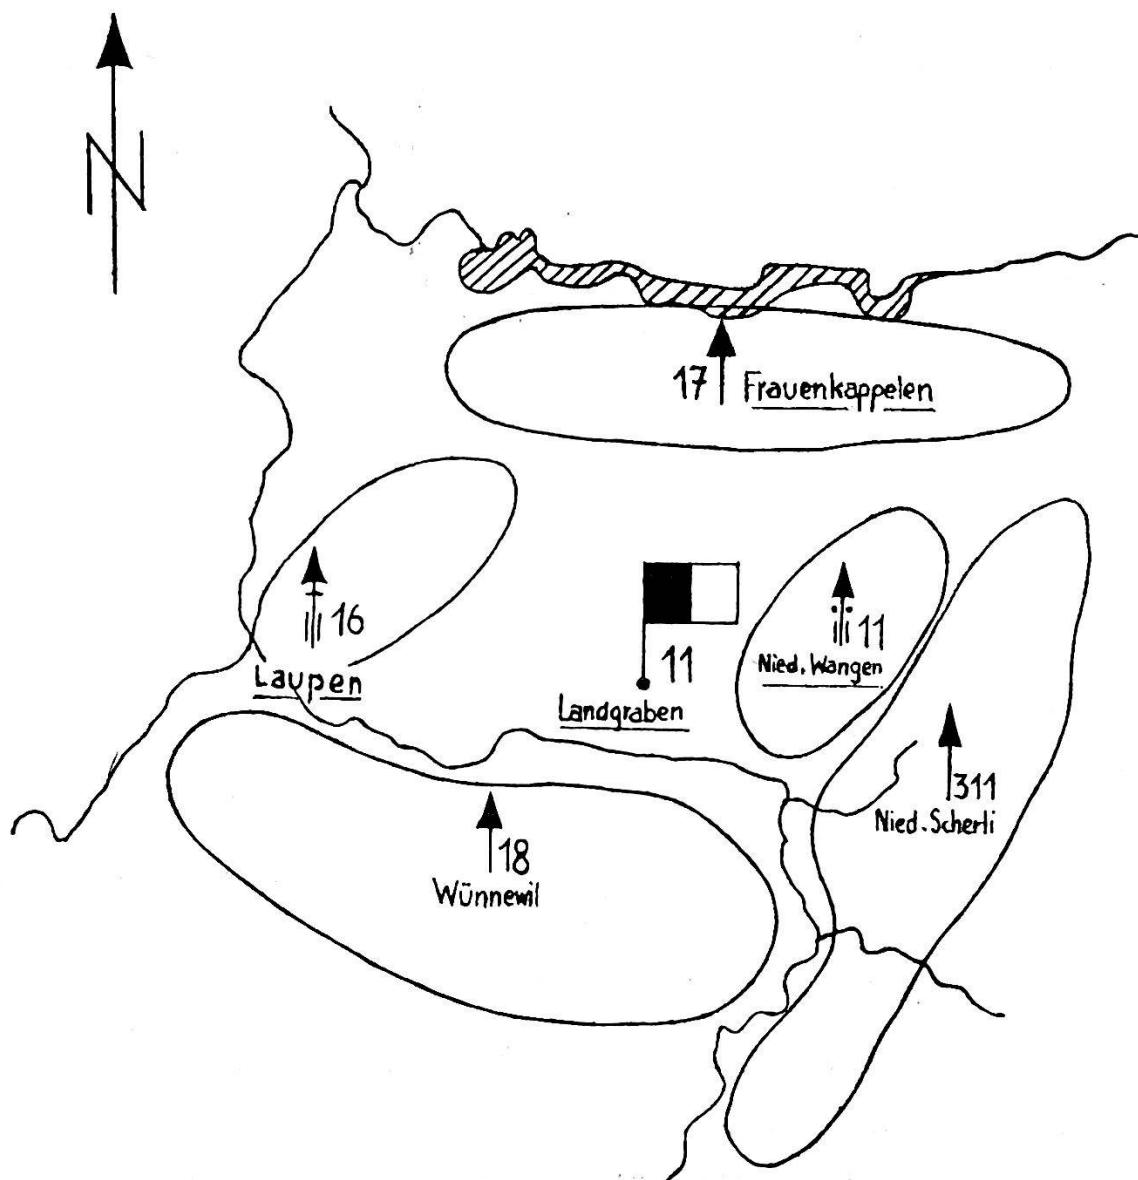 N
17 Frauenkappelen
16
Laupen
11
Landgraben
11
Nied. Wangen
311
Nied. Scherli
18
Wünnewil